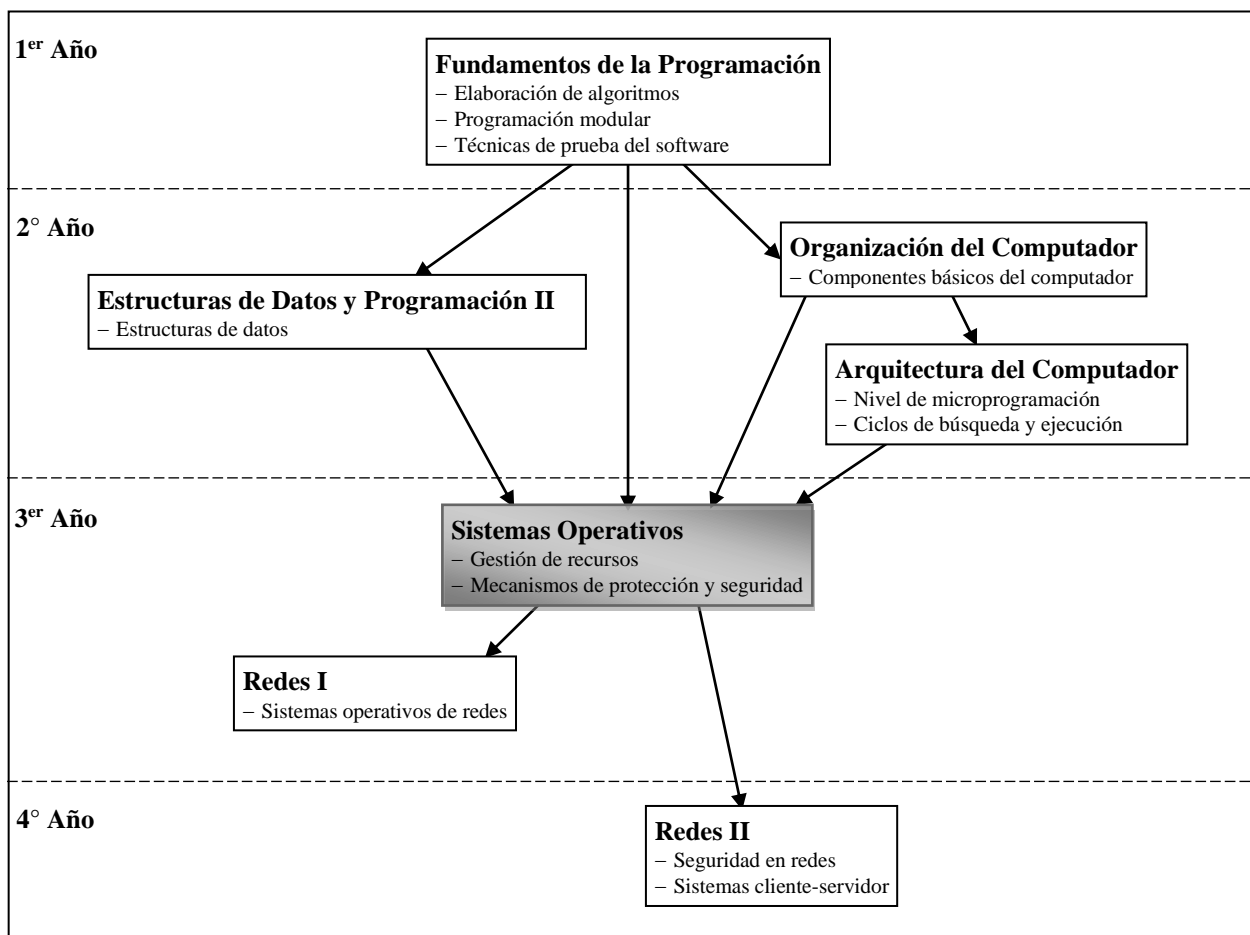 1er Año
Fundamentos de la Programación
− Elaboración de algoritmos
− Programación modular
− Técnicas de prueba del software
2° Año
Organización del Computador
− Componentes básicos del computador
Estructuras de Datos y Programación II
− Estructuras de datos
Arquitectura del Computador
− Nivel de microprogramación
− Ciclos de búsqueda y ejecución
3er Año
Sistemas Operativos
− Gestión de recursos
− Mecanismos de protección y seguridad
Redes I
− Sistemas operativos de redes
4° Año
Redes II
− Seguridad en redes
− Sistemas cliente-servidor